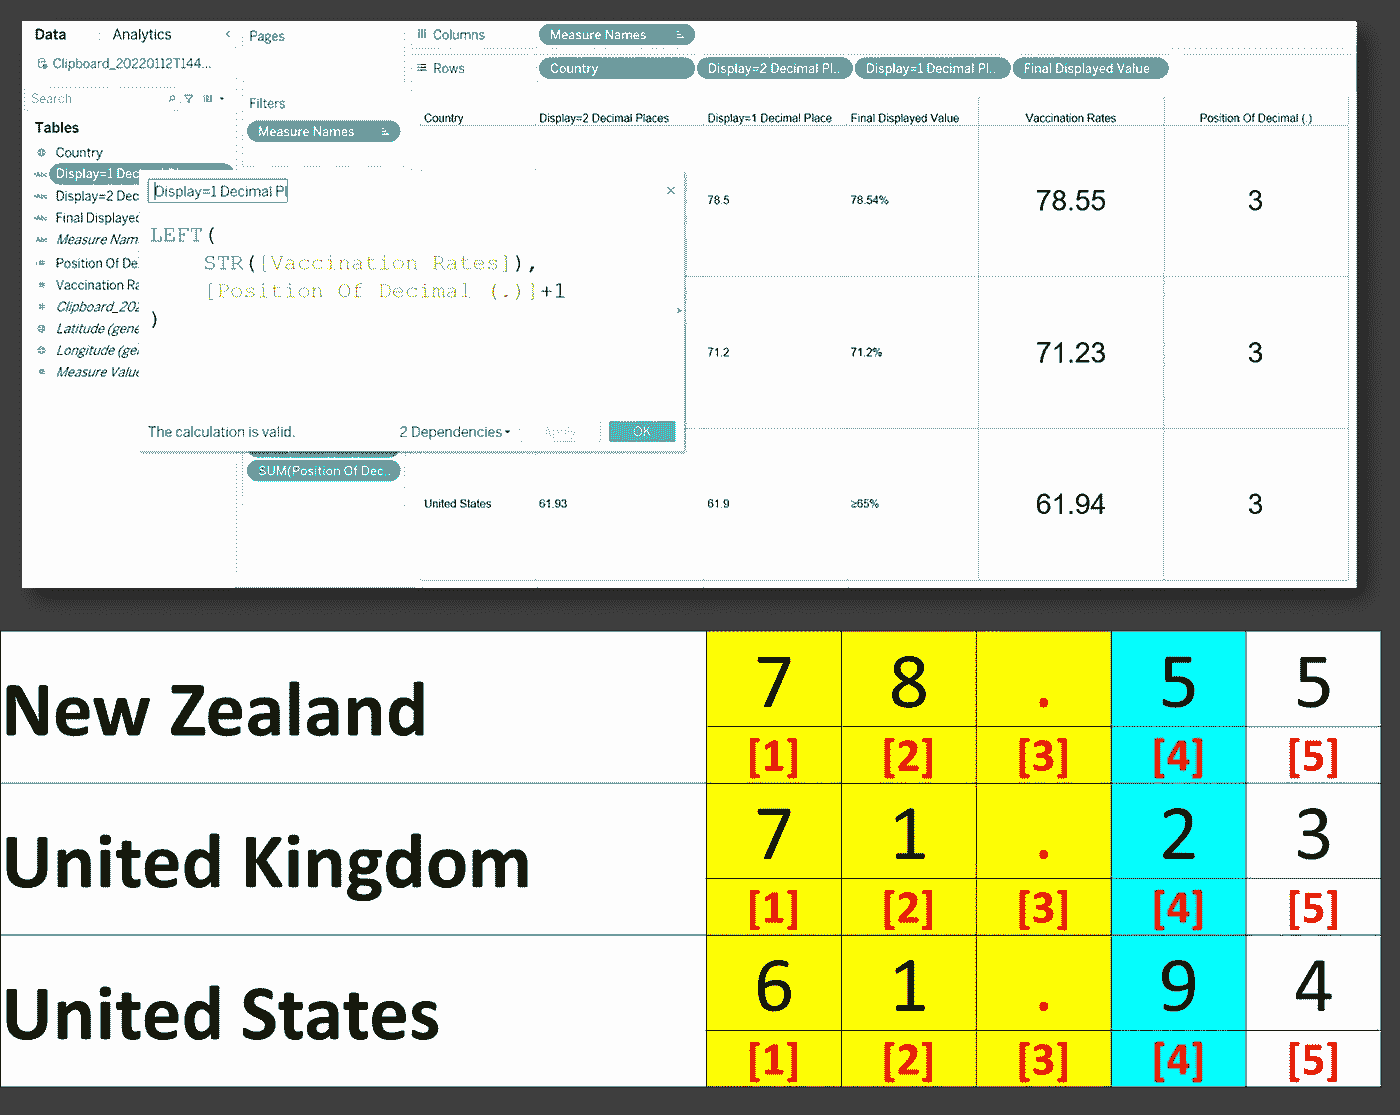 Data Analytics
Clipboard_20220112T144...
Search
Tables
Country
Display=1 Dec
Display=2 Dec
Final Displayed
Measure Nam
Position Of De
Vaccination Ra
Clipboard_202
Latitude (gene
Longitude (ge
Measure Value
Pages
Filters
Measure Names
SUM(Position Of Dec..
Columns Measure Names
Rows Country Display=2 Decimal Pl.. Display=1 Decimal Pl.. Final Displayed Value
Country Display=2 Decimal Places Display=1 Decimal Place Final Displayed Value Vaccination Rates Position Of Decimal (.)
78.5 78.54% 78.55 3
71.2 71.2% 71.23 3
United States 61.93 61.9 ≥65% 61.94 3
Display=1 Decimal Pl
LEFT(
STR([Vaccination Rates]),
[Position Of Decimal (.)]+1
)
The calculation is valid. 2 Dependencies Apply OK
New Zealand 7 8 . 5 5
[1] [2] [3] [4] [5]
United Kingdom 7 1 . 2 3
[1] [2] [3] [4] [5]
United States 6 1 . 9 4
[1] [2] [3] [4] [5]